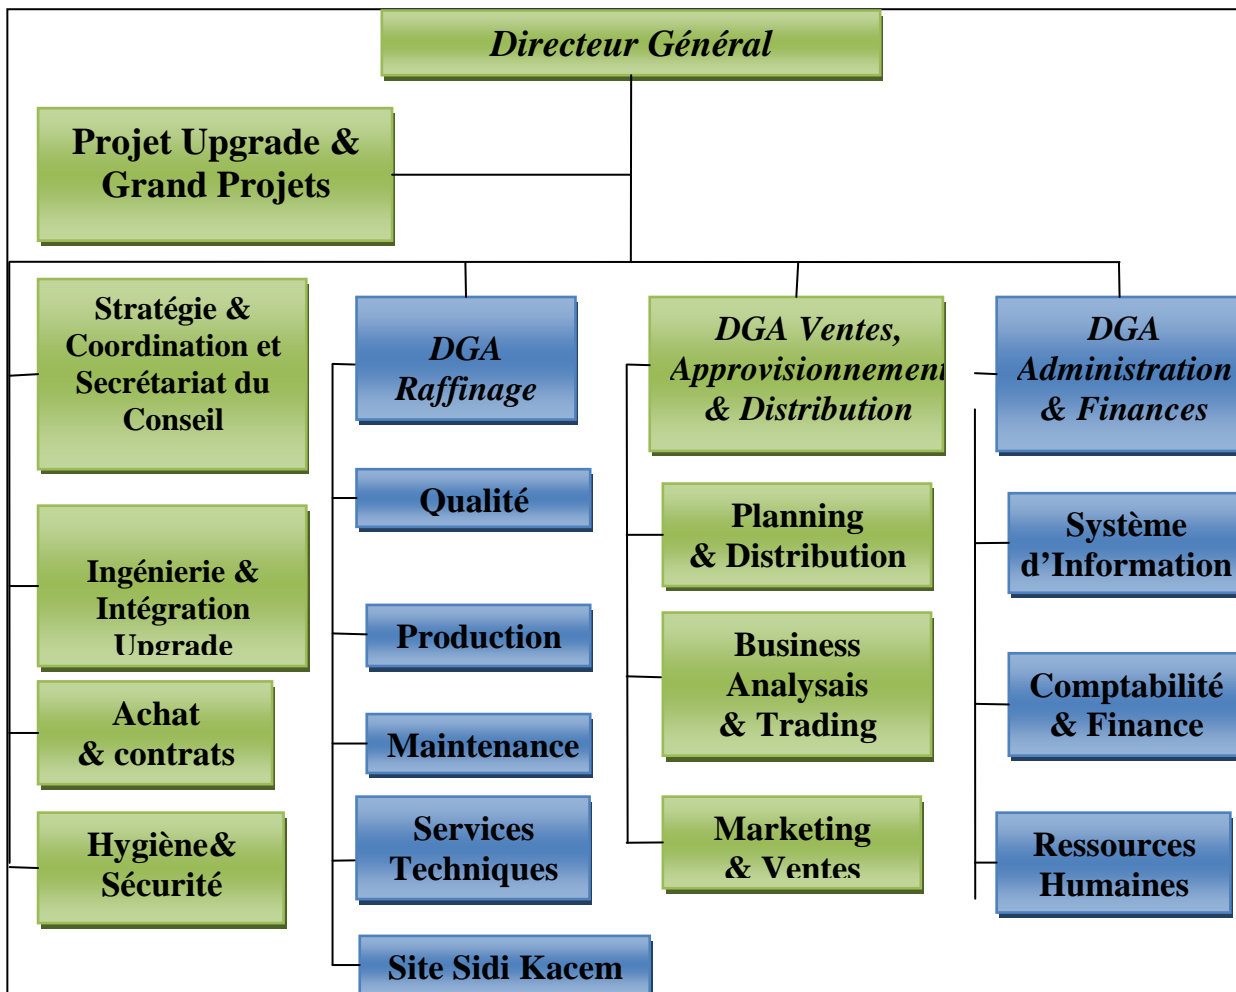 Directeur Général
Projet Upgrade &
Grand Projets
Stratégie &
Coordination et
Secrétariat du
Conseil
Ingénierie &
Intégration
Upgrade
Achat
& contrats
Hygiène&
Sécurité
DGA
Raffinage
Qualité
Production
Maintenance
Services
Techniques
Site Sidi Kacem
DGA Ventes,
Approvisionnement
& Distribution
Planning
& Distribution
Business
Analysais
& Trading
Marketing
& Ventes
DGA
Administration
& Finances
Système
d’Information
Comptabilité
& Finance
Ressources
Humaines